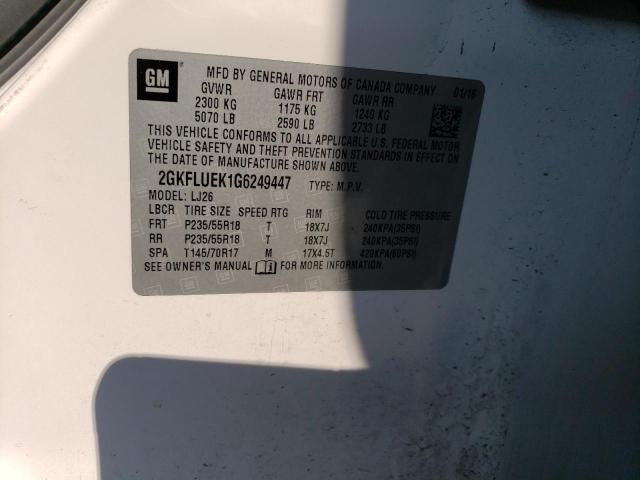 GM
MFD BY GENERAL MOTORS OF CANADA COMPANY 01/16
GVWR GAWR FRT GAWR RR
2300 KG 1175 KG 1240 KG
5070 LB 2590 LB 2733 LB
THIS VEHICLE CONFORMS TO ALL APPLICABLE U.S. FEDERAL MOTOR
VEHICLE SAFETY AND THEFT PREVENTION STANDARDS IN EFFECT ON
THE DATE OF MANUFACTURE SHOWN ABOVE.
2GKFLUEK1G6249447 TYPE: M.P.V.
MODEL: LJ26
LBCR TIRE SIZE SPEED RTG RIM COLD TIRE PRESSURE
FRT P235/55R18 T 18X7J 240KPA(35PSI)
RR P235/55R18 T 18X7J 240KPA(35PSI)
SPA T145/70R17 M 17X4.5T 420KPA(60PSI)
SEE OWNER'S MANUAL FOR MORE INFORMATION.